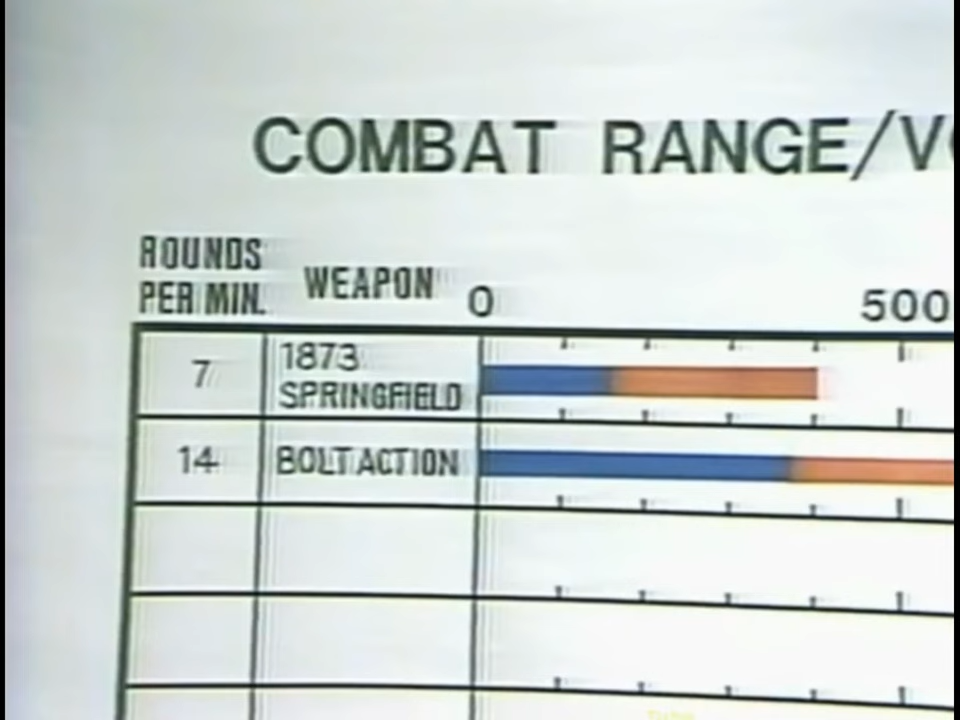 COMBAT RANGE/V
ROUNDS
PER MIN.
WEAPON
0
500
7
1873
SPRINGFIELD
14
BOLT ACTION